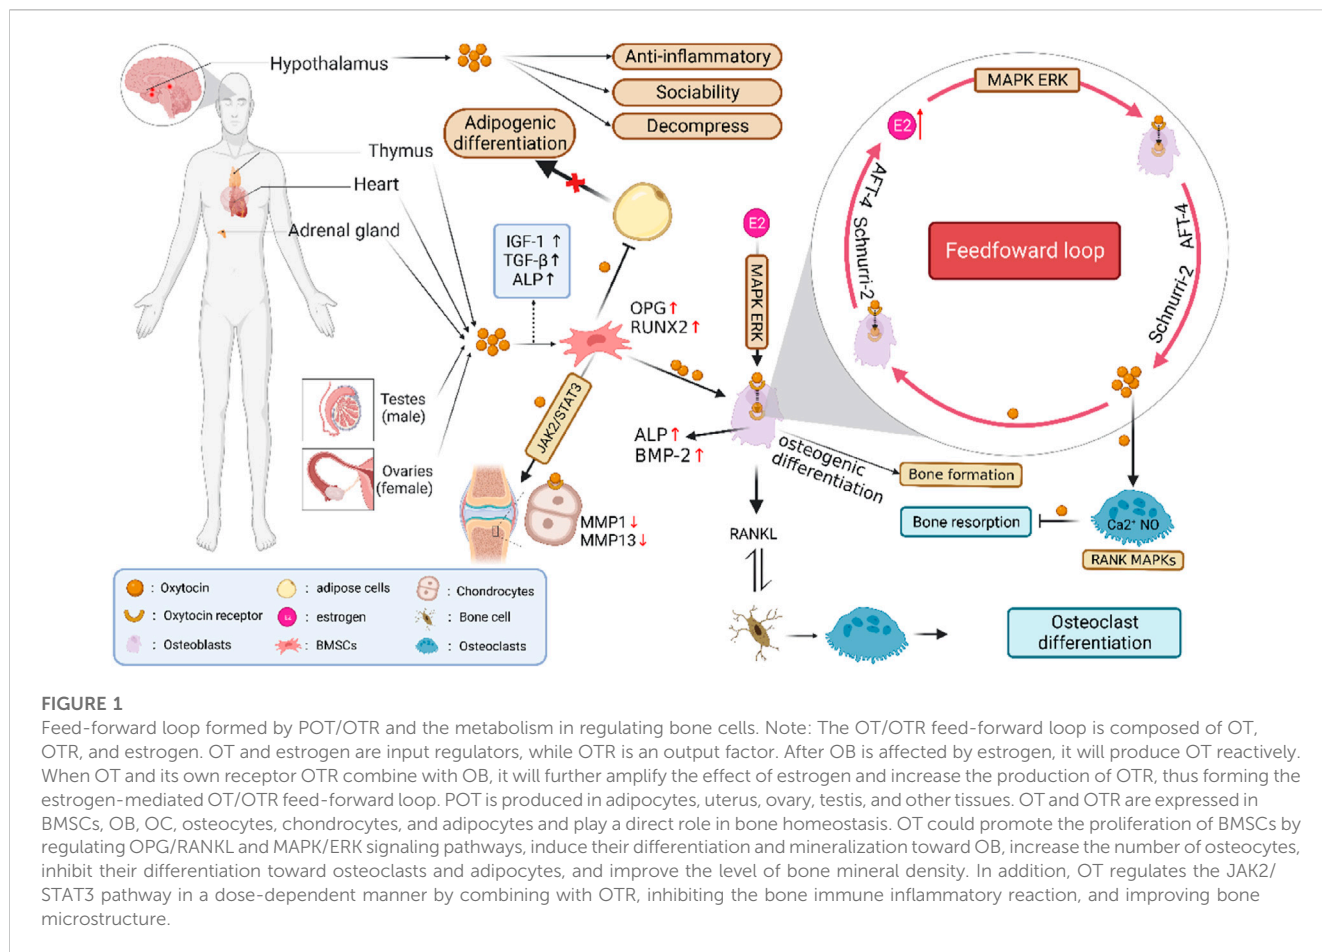 Hypothalamus
Anti-inflammatory
Sociability
Decompress
Adipogenic
differentiation
Thymus
Heart
Adrenal gland
IGF-1 ↑
TGF-β↑
ALP↑
OPG↑
RUNX2↑
E2
MAPK ERK
JAK2/STAT3
Testes
(male)
Ovaries
(female)
MMP1↓
MMP13↓
ALP↑
BMP-2↑
osteogenic
differentiation
Bone formation
Bone resorption
RANKL
Ca²⁺ NO
RANK MAPKs
Osteoclast
differentiation
MAPK ERK
E2
AFT-4
Schnurri-2
Feedfoward loop
AFT-4
Schnurri-2
: Oxytocin
: adipose cells
: Chondrocytes
: Oxytocin receptor
E2
: estrogen
: Bone cell
: Osteoblasts
: BMSCs
: Osteoclasts
FIGURE 1
Feed-forward loop formed by POT/OTR and the metabolism in regulating bone cells. Note: The OT/OTR feed-forward loop is composed of OT,
OTR, and estrogen. OT and estrogen are input regulators, while OTR is an output factor. After OB is affected by estrogen, it will produce OT reactively.
When OT and its own receptor OTR combine with OB, it will further amplify the effect of estrogen and increase the production of OTR, thus forming the
estrogen-mediated OT/OTR feed-forward loop. POT is produced in adipocytes, uterus, ovary, testis, and other tissues. OT and OTR are expressed in
BMSCs, OB, OC, osteocytes, chondrocytes, and adipocytes and play a direct role in bone homeostasis. OT could promote the proliferation of BMSCs by
regulating OPG/RANKL and MAPK/ERK signaling pathways, induce their differentiation and mineralization toward OB, increase the number of osteocytes,
inhibit their differentiation toward osteoclasts and adipocytes, and improve the level of bone mineral density. In addition, OT regulates the JAK2/
STAT3 pathway in a dose-dependent manner by combining with OTR, inhibiting the bone immune inflammatory reaction, and improving bone
microstructure.